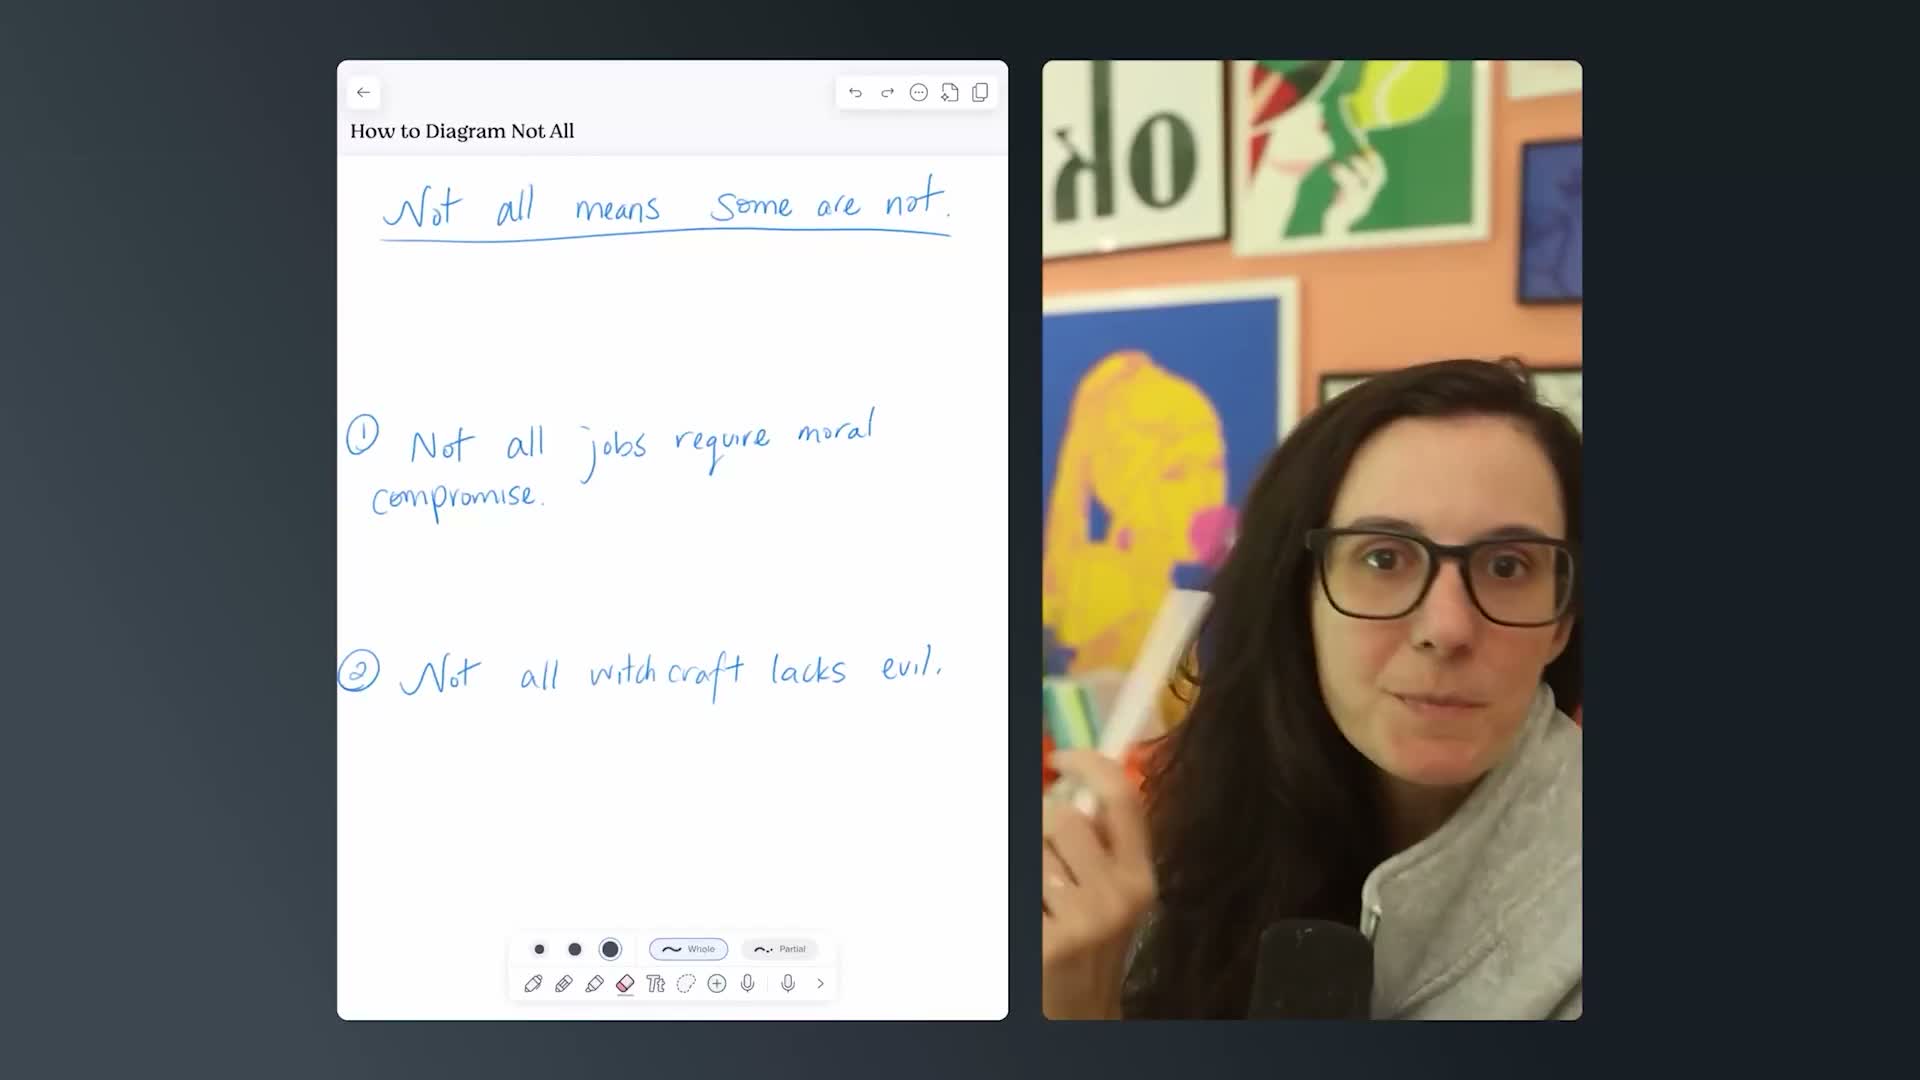 How to Diagram Not All
Not all means some are not.
① Not all jobs require moral
compromise.
② Not all witchcraft lacks evil.
Whole Partial
Tt
ok